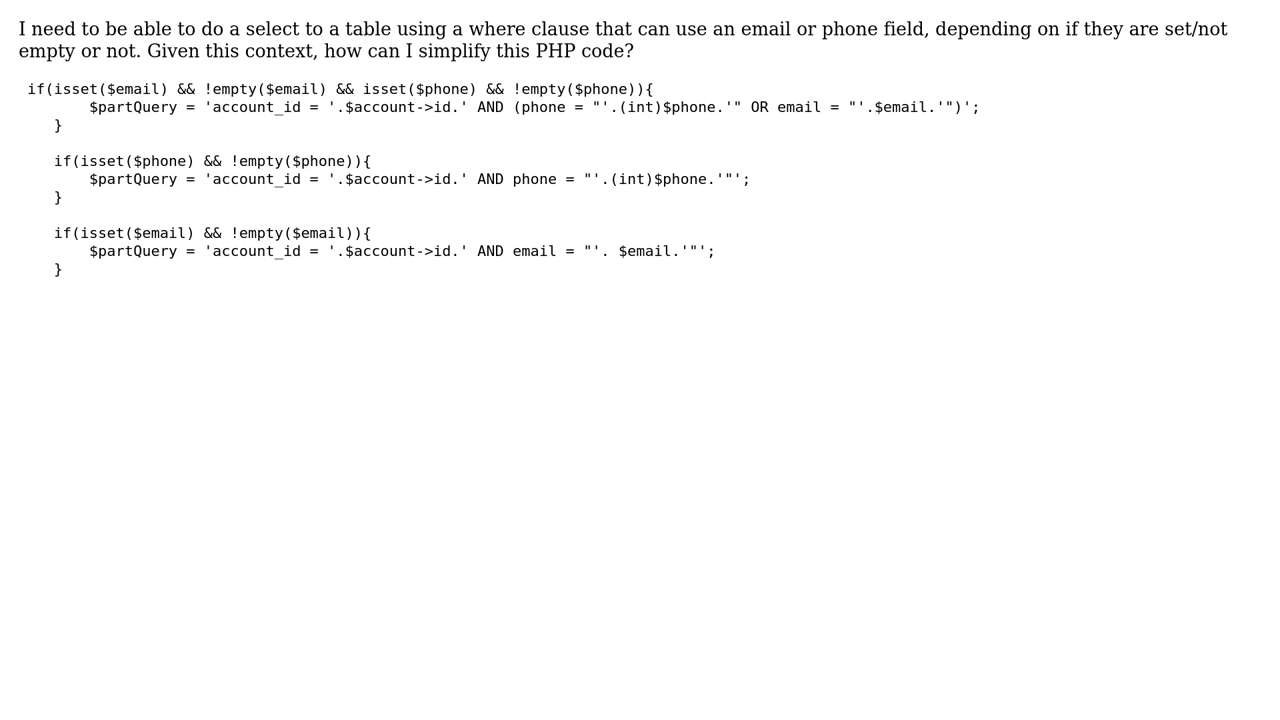 I need to be able to do a select to a table using a where clause that can use an email or phone field, depending on if they are set/not
empty or not. Given this context, how can I simplify this PHP code?
if(isset($email) && !empty($email) && isset($phone) && !empty($phone)){
        $partQuery = 'account_id = '.$account->id.' AND (phone = "'.(int)$phone.'" OR email = "'.$email.'")';
    }
    if(isset($phone) && !empty($phone)){
        $partQuery = 'account_id = '.$account->id.' AND phone = "'.(int)$phone.'"';
    }
    if(isset($email) && !empty($email)){
        $partQuery = 'account_id = '.$account->id.' AND email = "'. $email.'"';
    }